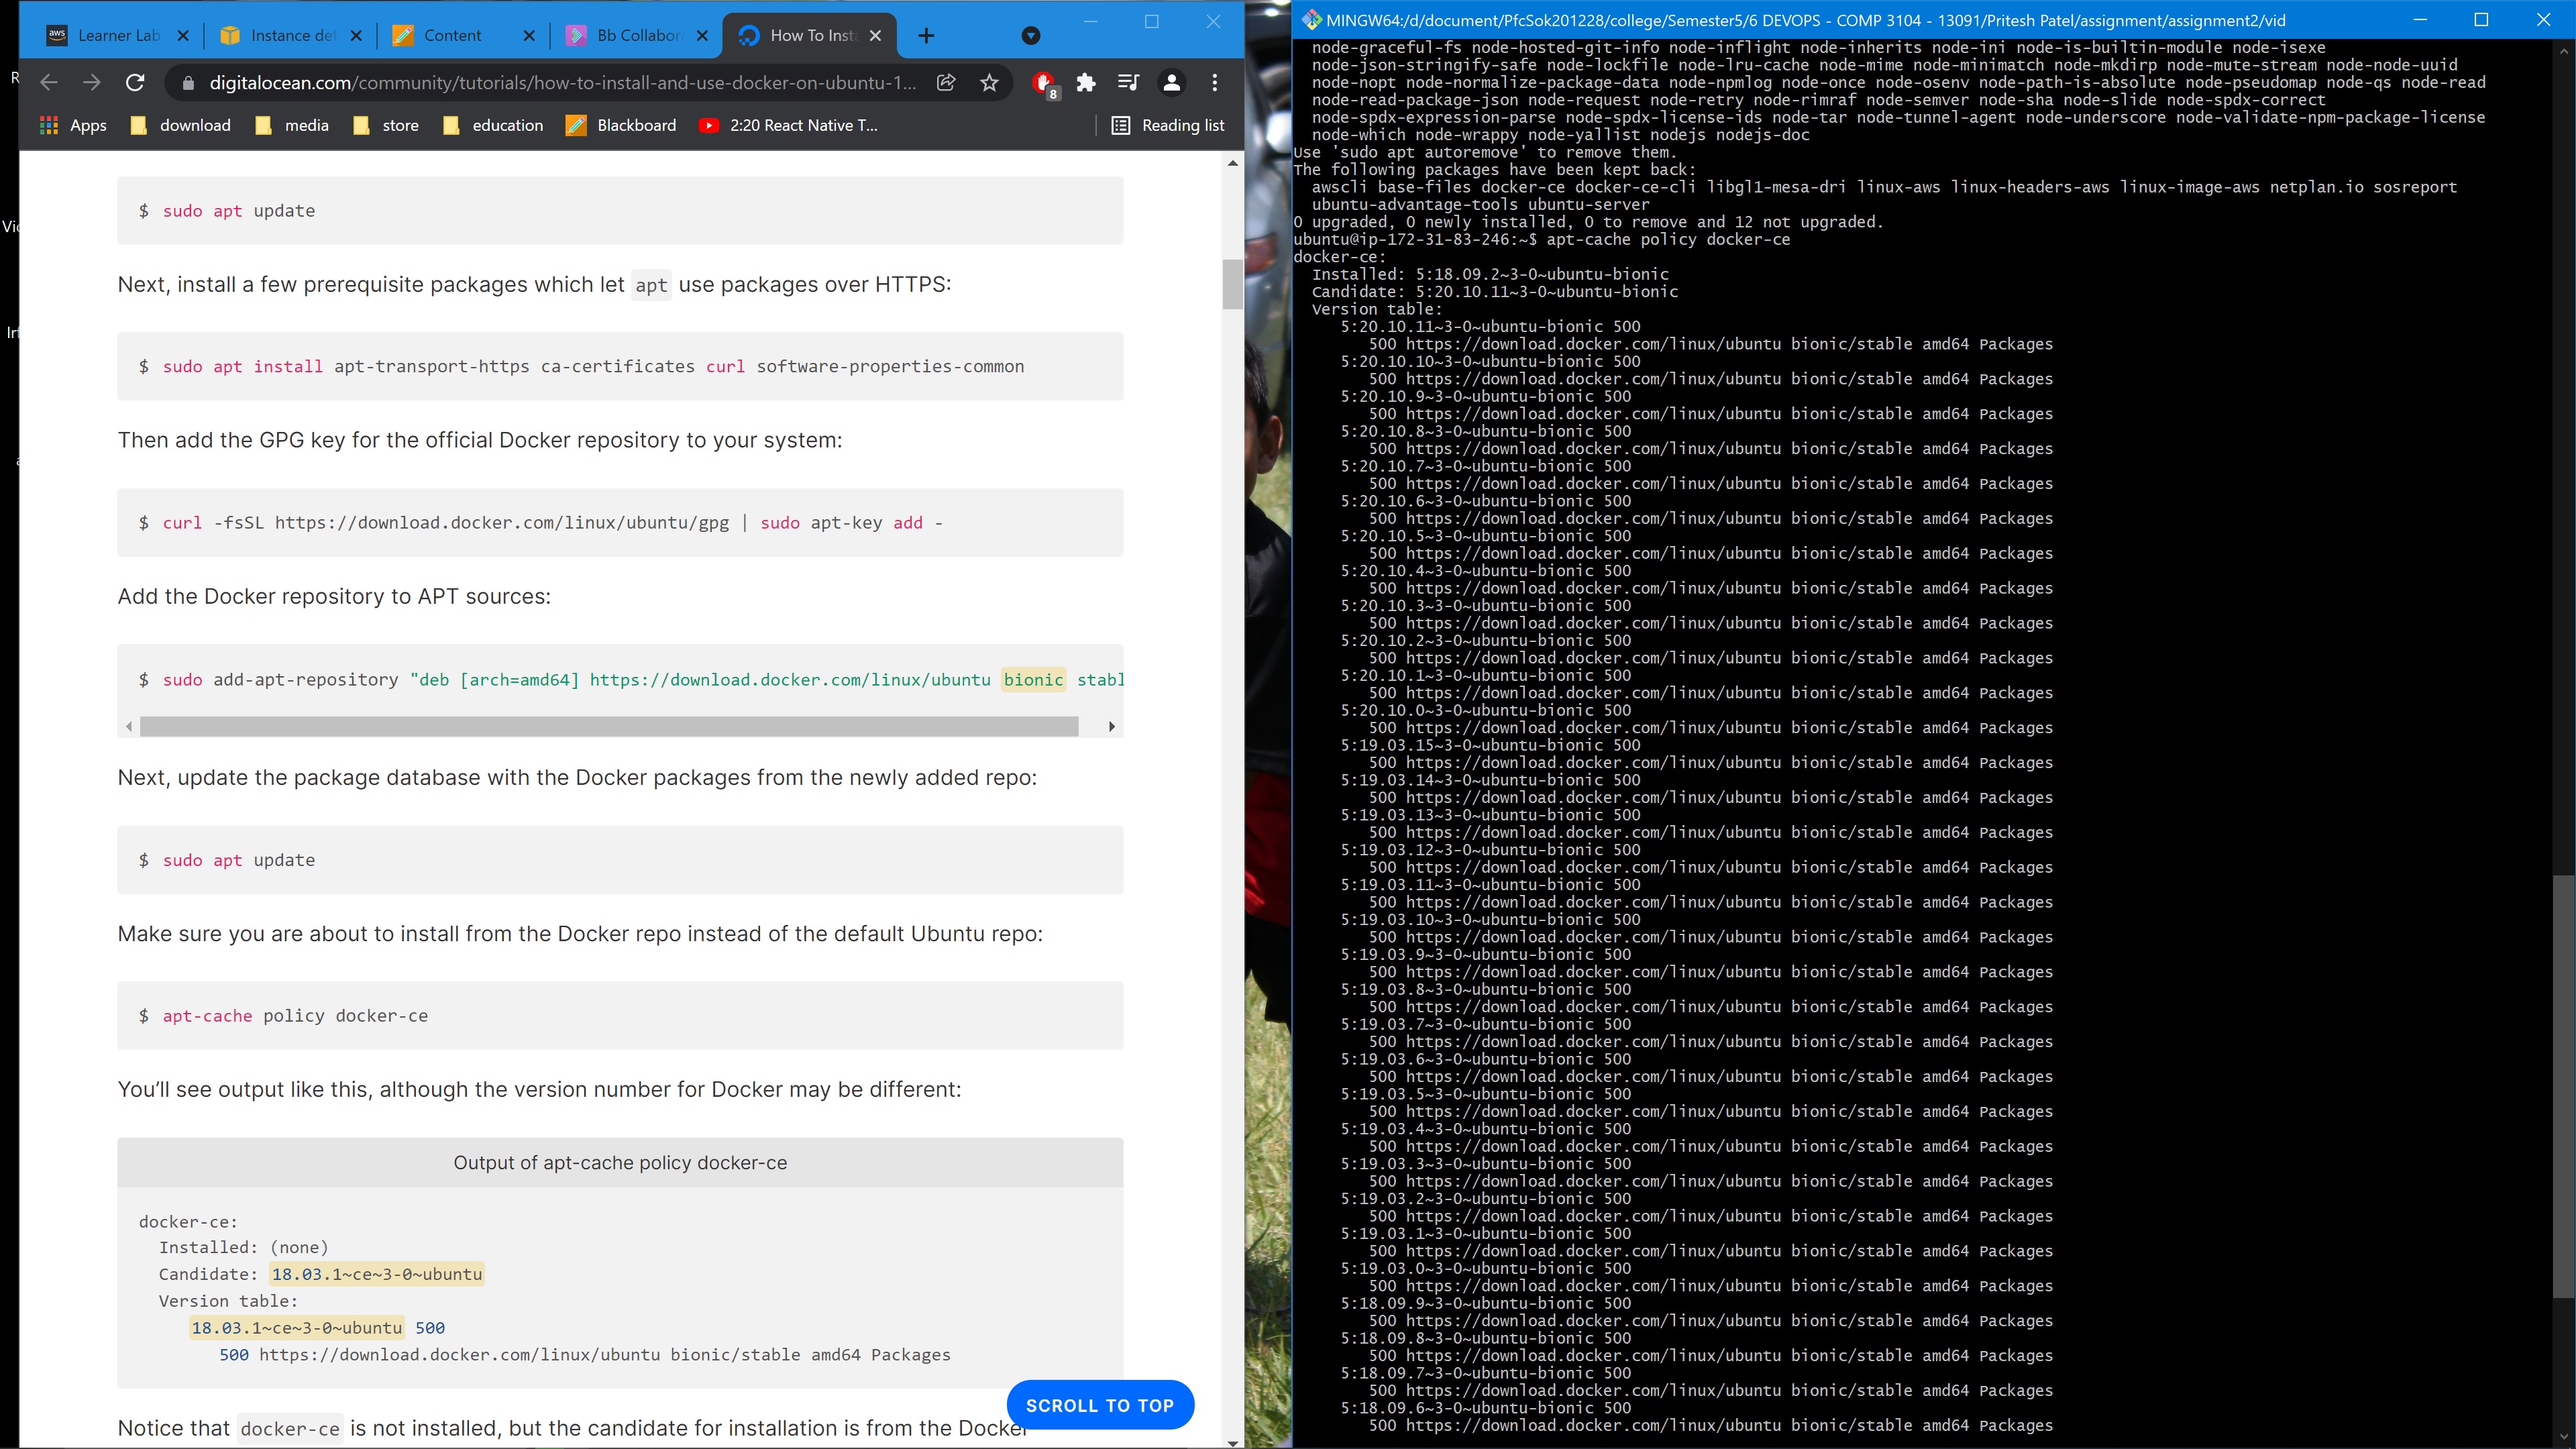 Learner Lab
Instance det
Content
Bb Collabora
How To Insta
digitalocean.com/community/tutorials/how-to-install-and-use-docker-on-ubuntu-1...
8
Apps
download
media
store
education
Blackboard
2:20 React Native T...
Reading list
$ sudo apt update
Next, install a few prerequisite packages which let apt use packages over HTTPS:
$ sudo apt install apt-transport-https ca-certificates curl software-properties-common
Then add the GPG key for the official Docker repository to your system:
$ curl -fsSL https://download.docker.com/linux/ubuntu/gpg | sudo apt-key add -
Add the Docker repository to APT sources:
$ sudo add-apt-repository "deb [arch=amd64] https://download.docker.com/linux/ubuntu bionic stabl
Next, update the package database with the Docker packages from the newly added repo:
$ sudo apt update
Make sure you are about to install from the Docker repo instead of the default Ubuntu repo:
$ apt-cache policy docker-ce
You’ll see output like this, although the version number for Docker may be different:
Output of apt-cache policy docker-ce
docker-ce:
Installed: (none)
Candidate: 18.03.1~ce~3-0~ubuntu
Version table:
18.03.1~ce~3-0~ubuntu 500
500 https://download.docker.com/linux/ubuntu bionic/stable amd64 Packages
SCROLL TO TOP
Notice that docker-ce is not installed, but the candidate for installation is from the Docker
MINGW64:/d/document/PfcSok201228/college/Semester5/6 DEVOPS - COMP 3104 - 13091/Pritesh Patel/assignment/assignment2/vid
node-graceful-fs node-hosted-git-info node-inflight node-inherits node-ini node-is-builtin-module node-isexe
node-json-stringify-safe node-lockfile node-lru-cache node-mime node-minimatch node-mkdirp node-mute-stream node-node-uuid
node-nopt node-normalize-package-data node-npmlog node-once node-osenv node-path-is-absolute node-pseudomap node-qs node-read
node-read-package-json node-request node-retry node-rimraf node-semver node-sha node-slide node-spdx-correct
node-spdx-expression-parse node-spdx-license-ids node-tar node-tunnel-agent node-underscore node-validate-npm-package-license
node-which node-wrappy node-yallist nodejs nodejs-doc
Use 'sudo apt autoremove' to remove them.
The following packages have been kept back:
awscli base-files docker-ce docker-ce-cli libgl1-mesa-dri linux-aws linux-headers-aws linux-image-aws netplan.io sosreport
ubuntu-advantage-tools ubuntu-server
0 upgraded, 0 newly installed, 0 to remove and 12 not upgraded.
ubuntu@ip-172-31-83-246:~$ apt-cache policy docker-ce
docker-ce:
Installed: 5:18.09.2~3-0~ubuntu-bionic
Candidate: 5:20.10.11~3-0~ubuntu-bionic
Version table:
5:20.10.11~3-0~ubuntu-bionic 500
500 https://download.docker.com/linux/ubuntu bionic/stable amd64 Packages
5:20.10.10~3-0~ubuntu-bionic 500
500 https://download.docker.com/linux/ubuntu bionic/stable amd64 Packages
5:20.10.9~3-0~ubuntu-bionic 500
500 https://download.docker.com/linux/ubuntu bionic/stable amd64 Packages
5:20.10.8~3-0~ubuntu-bionic 500
500 https://download.docker.com/linux/ubuntu bionic/stable amd64 Packages
5:20.10.7~3-0~ubuntu-bionic 500
500 https://download.docker.com/linux/ubuntu bionic/stable amd64 Packages
5:20.10.6~3-0~ubuntu-bionic 500
500 https://download.docker.com/linux/ubuntu bionic/stable amd64 Packages
5:20.10.5~3-0~ubuntu-bionic 500
500 https://download.docker.com/linux/ubuntu bionic/stable amd64 Packages
5:20.10.4~3-0~ubuntu-bionic 500
500 https://download.docker.com/linux/ubuntu bionic/stable amd64 Packages
5:20.10.3~3-0~ubuntu-bionic 500
500 https://download.docker.com/linux/ubuntu bionic/stable amd64 Packages
5:20.10.2~3-0~ubuntu-bionic 500
500 https://download.docker.com/linux/ubuntu bionic/stable amd64 Packages
5:20.10.1~3-0~ubuntu-bionic 500
500 https://download.docker.com/linux/ubuntu bionic/stable amd64 Packages
5:20.10.0~3-0~ubuntu-bionic 500
500 https://download.docker.com/linux/ubuntu bionic/stable amd64 Packages
5:19.03.15~3-0~ubuntu-bionic 500
500 https://download.docker.com/linux/ubuntu bionic/stable amd64 Packages
5:19.03.14~3-0~ubuntu-bionic 500
500 https://download.docker.com/linux/ubuntu bionic/stable amd64 Packages
5:19.03.13~3-0~ubuntu-bionic 500
500 https://download.docker.com/linux/ubuntu bionic/stable amd64 Packages
5:19.03.12~3-0~ubuntu-bionic 500
500 https://download.docker.com/linux/ubuntu bionic/stable amd64 Packages
5:19.03.11~3-0~ubuntu-bionic 500
500 https://download.docker.com/linux/ubuntu bionic/stable amd64 Packages
5:19.03.10~3-0~ubuntu-bionic 500
500 https://download.docker.com/linux/ubuntu bionic/stable amd64 Packages
5:19.03.9~3-0~ubuntu-bionic 500
500 https://download.docker.com/linux/ubuntu bionic/stable amd64 Packages
5:19.03.8~3-0~ubuntu-bionic 500
500 https://download.docker.com/linux/ubuntu bionic/stable amd64 Packages
5:19.03.7~3-0~ubuntu-bionic 500
500 https://download.docker.com/linux/ubuntu bionic/stable amd64 Packages
5:19.03.6~3-0~ubuntu-bionic 500
500 https://download.docker.com/linux/ubuntu bionic/stable amd64 Packages
5:19.03.5~3-0~ubuntu-bionic 500
500 https://download.docker.com/linux/ubuntu bionic/stable amd64 Packages
5:19.03.4~3-0~ubuntu-bionic 500
500 https://download.docker.com/linux/ubuntu bionic/stable amd64 Packages
5:19.03.3~3-0~ubuntu-bionic 500
500 https://download.docker.com/linux/ubuntu bionic/stable amd64 Packages
5:19.03.2~3-0~ubuntu-bionic 500
500 https://download.docker.com/linux/ubuntu bionic/stable amd64 Packages
5:19.03.1~3-0~ubuntu-bionic 500
500 https://download.docker.com/linux/ubuntu bionic/stable amd64 Packages
5:19.03.0~3-0~ubuntu-bionic 500
500 https://download.docker.com/linux/ubuntu bionic/stable amd64 Packages
5:18.09.9~3-0~ubuntu-bionic 500
500 https://download.docker.com/linux/ubuntu bionic/stable amd64 Packages
5:18.09.8~3-0~ubuntu-bionic 500
500 https://download.docker.com/linux/ubuntu bionic/stable amd64 Packages
5:18.09.7~3-0~ubuntu-bionic 500
500 https://download.docker.com/linux/ubuntu bionic/stable amd64 Packages
5:18.09.6~3-0~ubuntu-bionic 500
500 https://download.docker.com/linux/ubuntu bionic/stable amd64 Packages